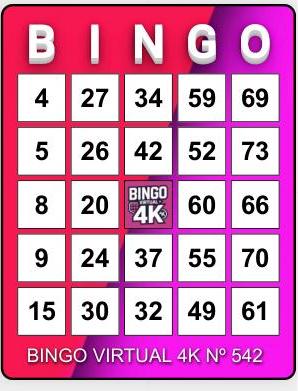 B I N G O
4 27 34 59 69
5 26 42 52 73
8 20 BINGO VIRTUAL 4K 60 66
9 24 37 55 70
15 30 32 49 61
BINGO VIRTUAL 4K Nº 542